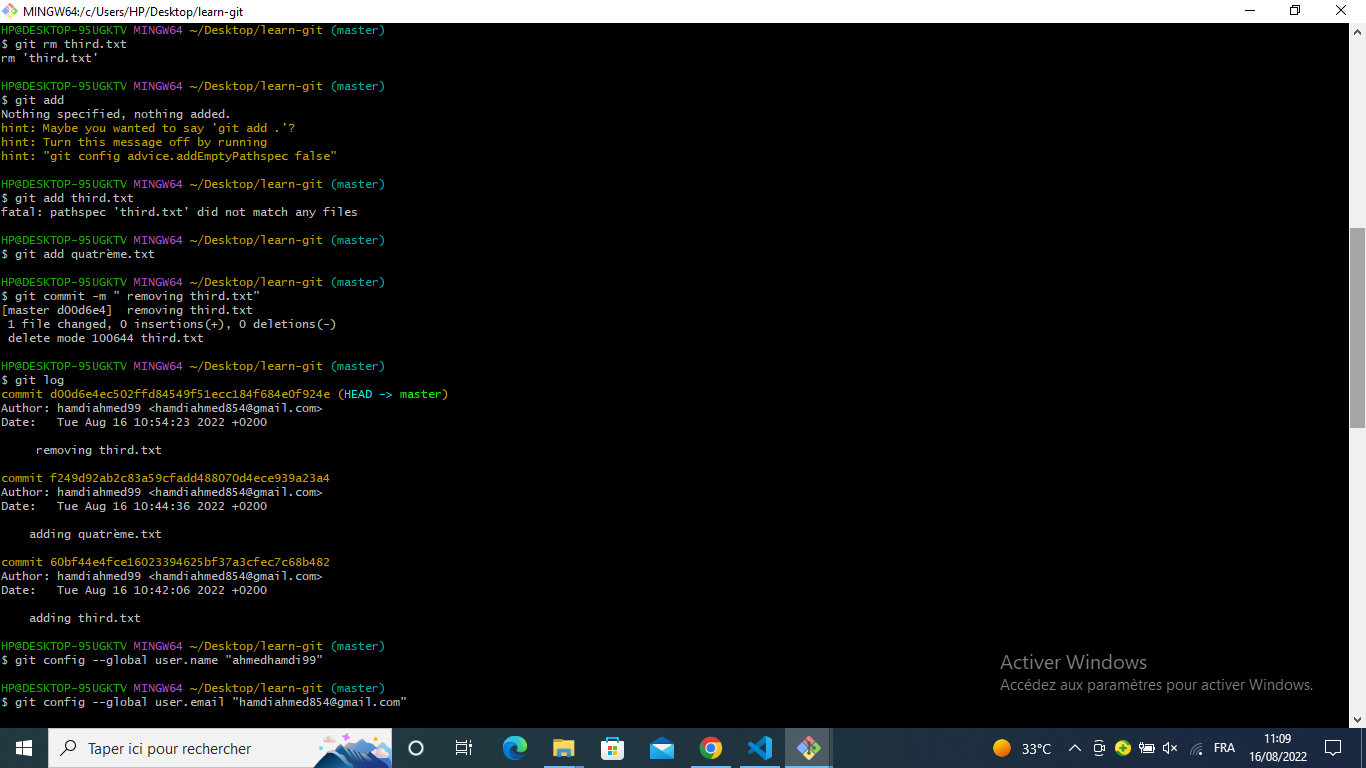 MINGW64:/c/Users/HP/Desktop/learn-git
HP@DESKTOP-95UGKTV MINGW64 ~/Desktop/learn-git (master)
$ git rm third.txt
rm 'third.txt'
HP@DESKTOP-95UGKTV MINGW64 ~/Desktop/learn-git (master)
$ git add
Nothing specified, nothing added.
hint: Maybe you wanted to say 'git add .'?
hint: Turn this message off by running
hint: "git config advice.addEmptyPathspec false"
HP@DESKTOP-95UGKTV MINGW64 ~/Desktop/learn-git (master)
$ git add third.txt
fatal: pathspec 'third.txt' did not match any files
HP@DESKTOP-95UGKTV MINGW64 ~/Desktop/learn-git (master)
$ git add quatrème.txt
HP@DESKTOP-95UGKTV MINGW64 ~/Desktop/learn-git (master)
$ git commit -m " removing third.txt"
[master d00d6e4]  removing third.txt
 1 file changed, 0 insertions(+), 0 deletions(-)
 delete mode 100644 third.txt
HP@DESKTOP-95UGKTV MINGW64 ~/Desktop/learn-git (master)
$ git log
commit d00d6e4ec502ffd84549f51ecc184f684e0f924e (HEAD -> master)
Author: hamdiahmed99 <hamdiahmed854@gmail.com>
Date:   Tue Aug 16 10:54:23 2022 +0200
     removing third.txt
commit f249d92ab2c83a59cfadd488070d4ece939a23a4
Author: hamdiahmed99 <hamdiahmed854@gmail.com>
Date:   Tue Aug 16 10:44:36 2022 +0200
    adding quatrème.txt
commit 60bf44e4fce16023394625bf37a3cfec7c68b482
Author: hamdiahmed99 <hamdiahmed854@gmail.com>
Date:   Tue Aug 16 10:42:06 2022 +0200
    adding third.txt
HP@DESKTOP-95UGKTV MINGW64 ~/Desktop/learn-git (master)
$ git config --global user.name "ahmedhamdi99"
HP@DESKTOP-95UGKTV MINGW64 ~/Desktop/learn-git (master)
$ git config --global user.email "hamdiahmed854@gmail.com"
Activer Windows
Accédez aux paramètres pour activer Windows.
Taper ici pour rechercher
33°C
FRA
11:09
16/08/2022